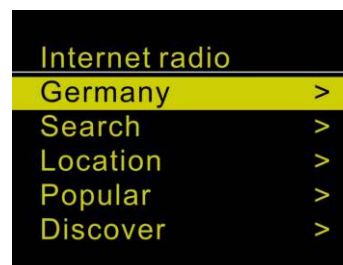 Internet radio
Germany >
Search >
Location >
Popular >
Discover >